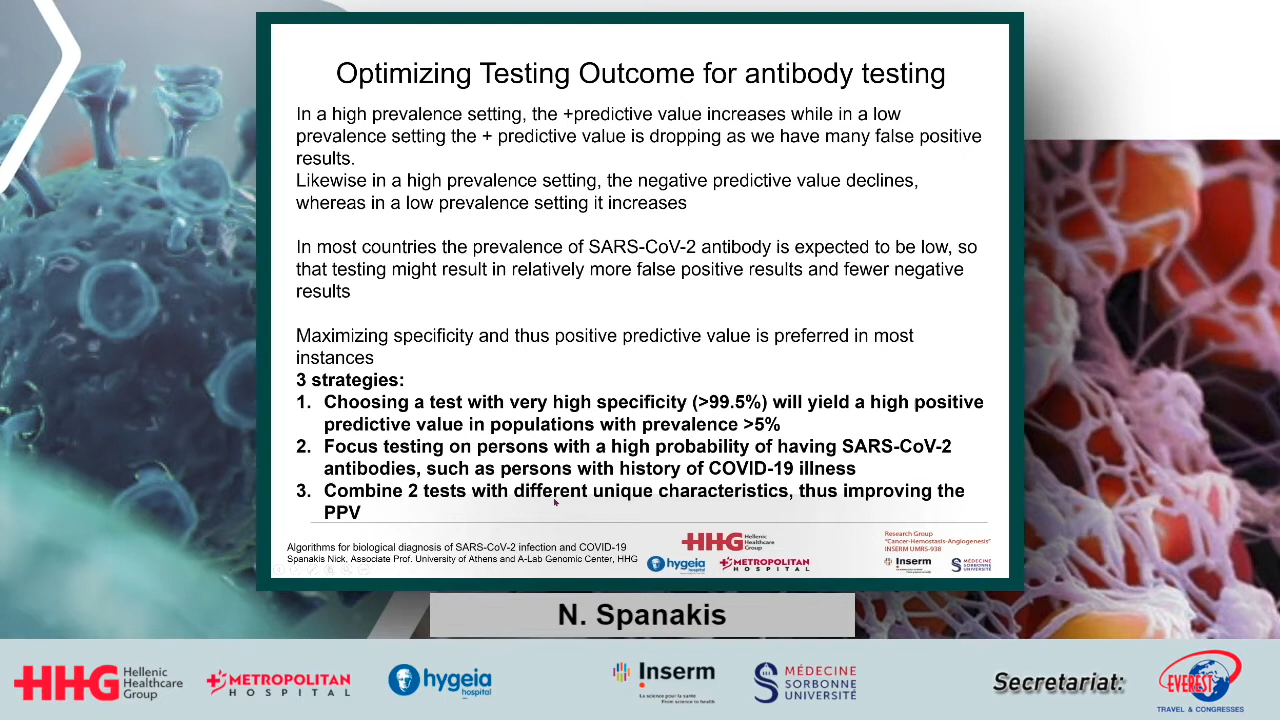 Optimizing Testing Outcome for antibody testing
In a high prevalence setting, the +predictive value increases while in a low
prevalence setting the + predictive value is dropping as we have many false positive
results.
Likewise in a high prevalence setting, the negative predictive value declines,
whereas in a low prevalence setting it increases
In most countries the prevalence of SARS-CoV-2 antibody is expected to be low, so
that testing might result in relatively more false positive results and fewer negative
results
Maximizing specificity and thus positive predictive value is preferred in most
instances
3 strategies:
1. Choosing a test with very high specificity (>99.5%) will yield a high positive
predictive value in populations with prevalence >5%
2. Focus testing on persons with a high probability of having SARS-CoV-2
antibodies, such as persons with history of COVID-19 illness
3. Combine 2 tests with different unique characteristics, thus improving the
PPV
Algorithms for biological diagnosis of SARS-CoV-2 infection and COVID-19
Spanakis Nick, Associate Prof. University of Athens and A-Lab Genomic Center, HHG
HHG Hellenic
Healthcare
Group
hygeia
hospital
METROPOLITAN
HOSPITAL
Research Group
"Cancer-Hemostasis-Angiogenesis"
INSERM UMRS-938
Inserm
MÉDECINE
SORBONNE
UNIVERSITÉ
N. Spanakis
HHG Hellenic
Healthcare
Group
METROPOLITAN
HOSPITAL
hygeia
hospital
Inserm
La science pour la santé
From science to health
MÉDECINE
SORBONNE
UNIVERSITÉ
Secretariat:
EVEREST
TRAVEL & CONGRESSES